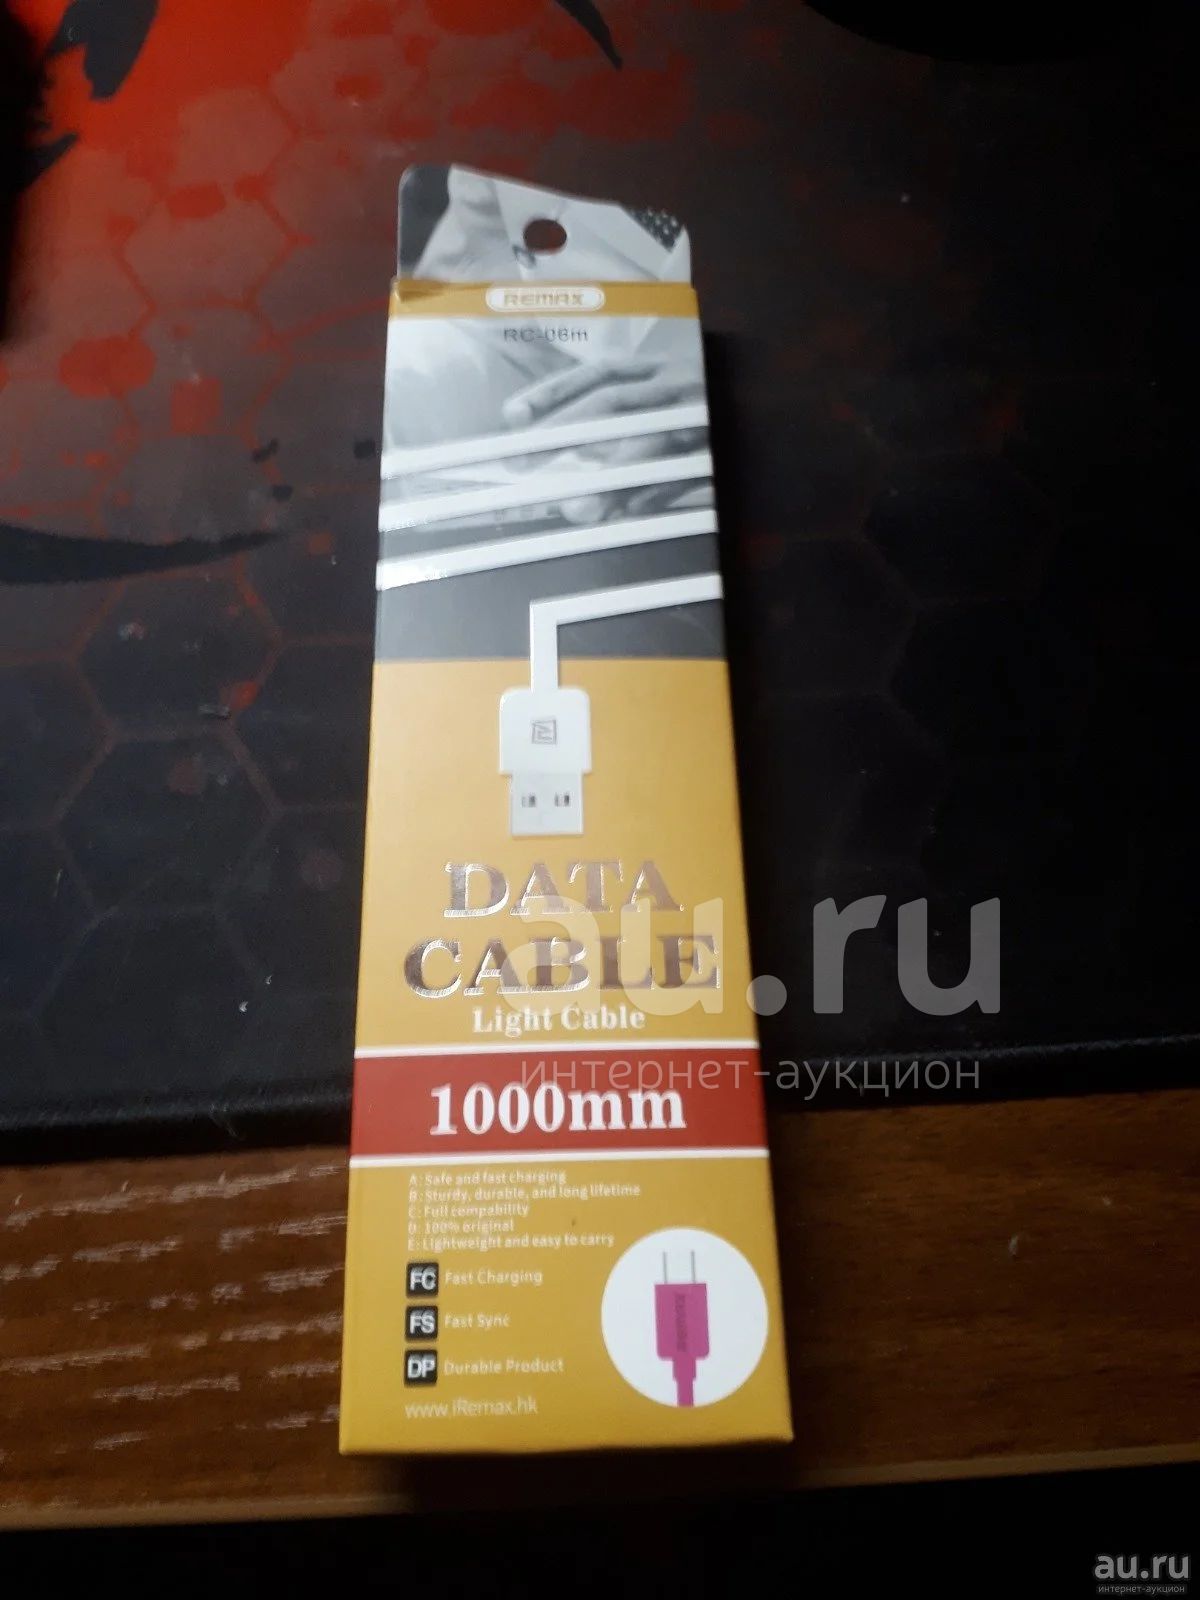 REMAX
RC-06m
DATA
CABLE
Light Cable
1000mm
A: Safe and fast charging
B: Sturdy, durable, and long lifetime
C: Full compability
D: 100% original
E: Lightweight and easy to carry
FC Fast Charging
FS Fast Sync
DP Durable Product
www.iRemax.hk
au.ru
интернет-аукцион
au.ru
интернет-аукцион